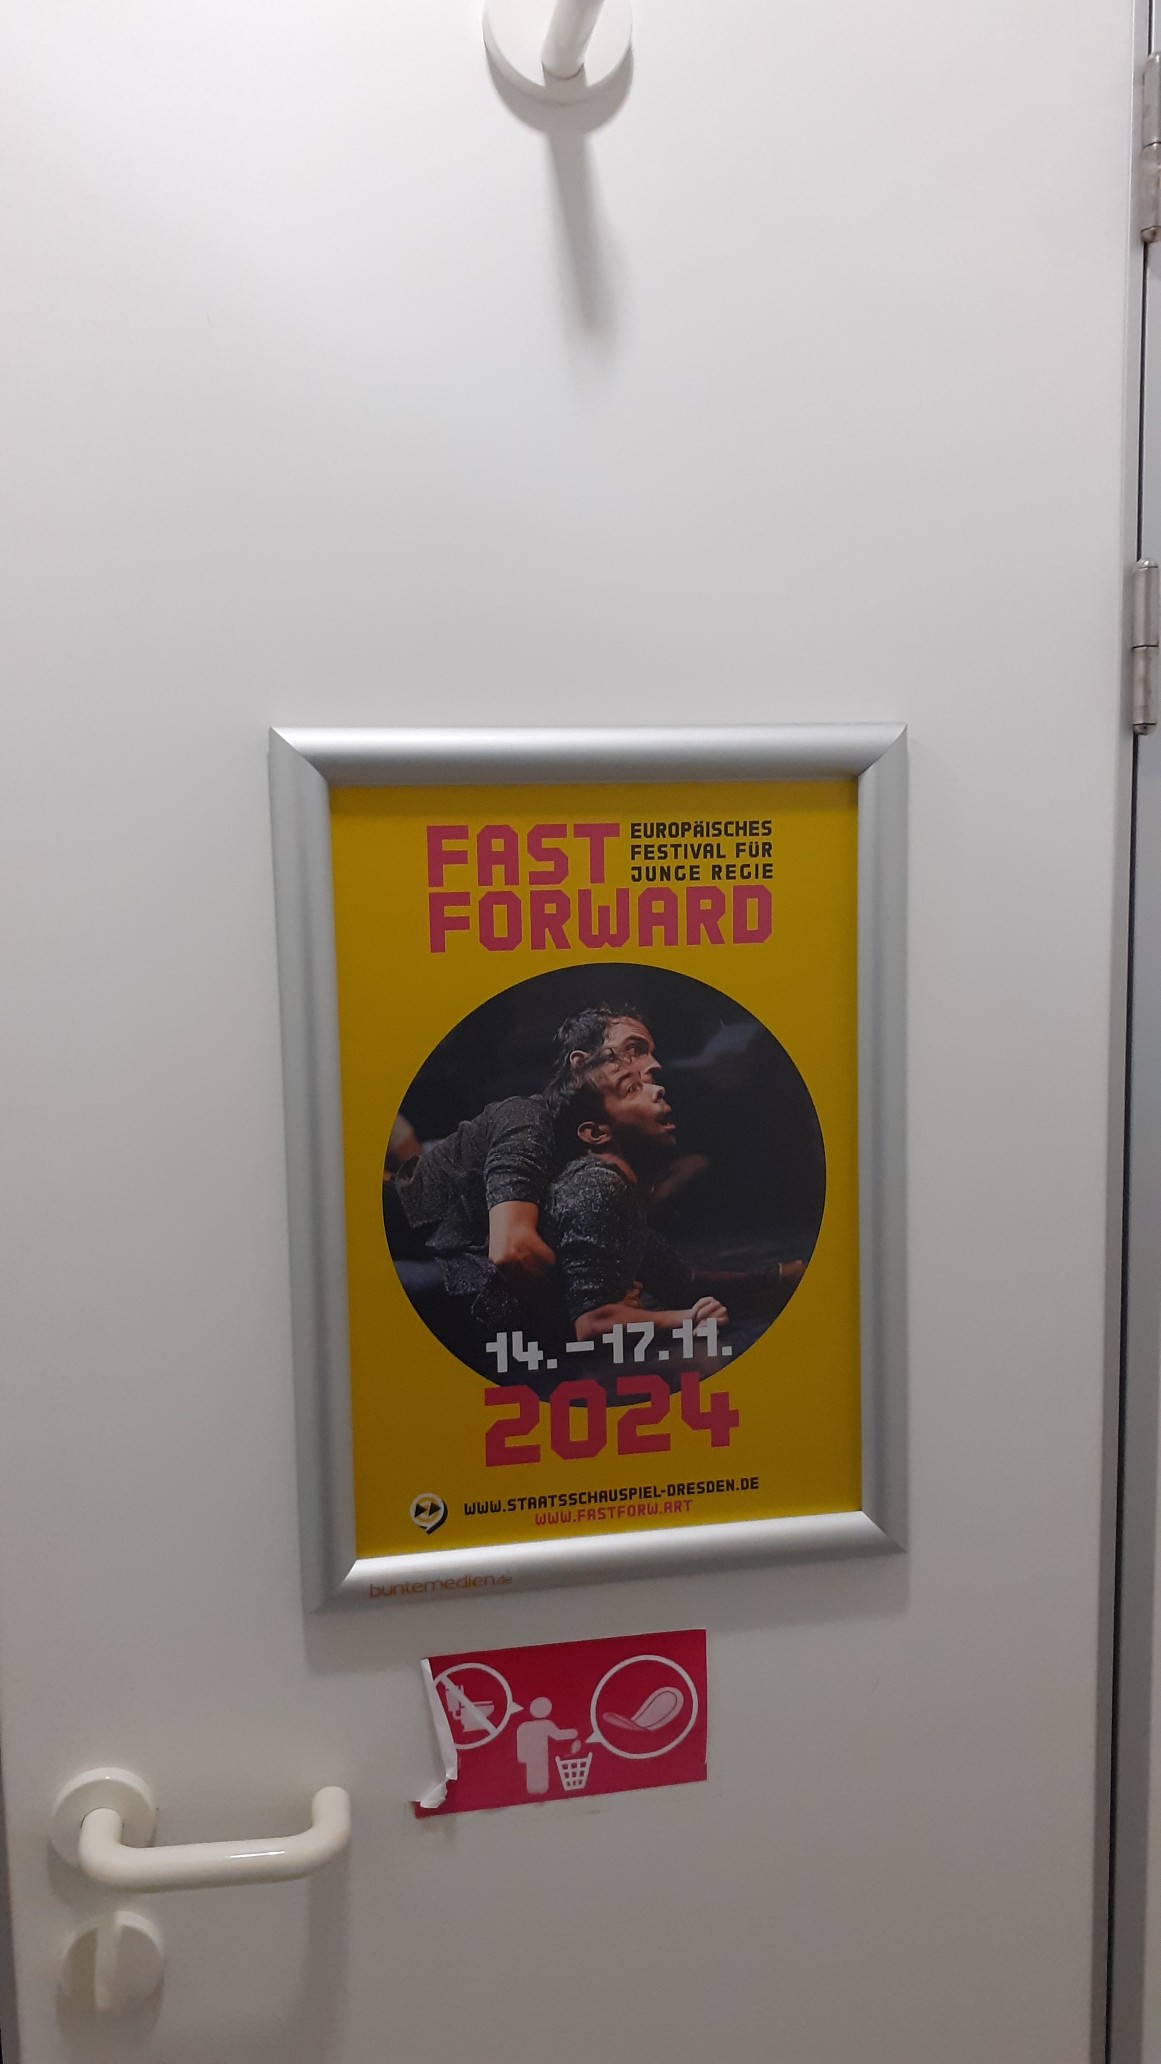 FAST
EUROPÄISCHES
FESTIVAL FÜR
JUNGE REGIE
FORWARD
14.–17.11.
2024
WWW.STAATSSCHAUSPIEL-DRESDEN.DE
WWW.FASTFORW.ART
buntemedien.de